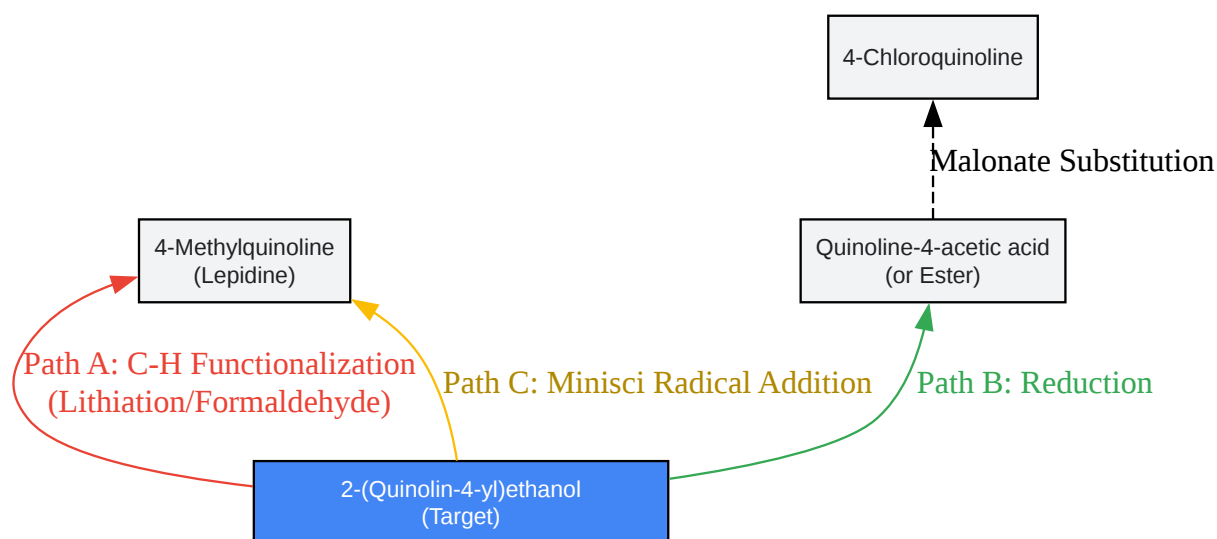 4-Chloroquinoline
Malonate Substitution
4-Methylquinoline
(Lepidine)
Quinoline-4-acetic acid
(or Ester)
Path A: C-H Functionalization
(Lithiation/Formaldehyde)
Path C: Minisci Radical Addition
Path B: Reduction
2-(Quinolin-4-yl)ethanol
(Target)